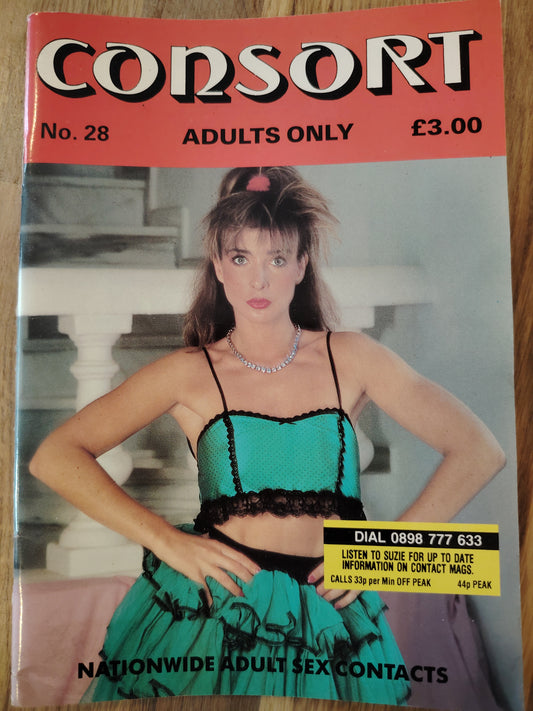 CONSORT
No. 28 ADULTS ONLY £3.00
DIAL 0898 777 633
LISTEN TO SUZIE FOR UP TO DATE
INFORMATION ON CONTACT MAGS.
CALLS 33p per Min OFF PEAK 44p PEAK
NATIONWIDE ADULT SEX CONTACTS